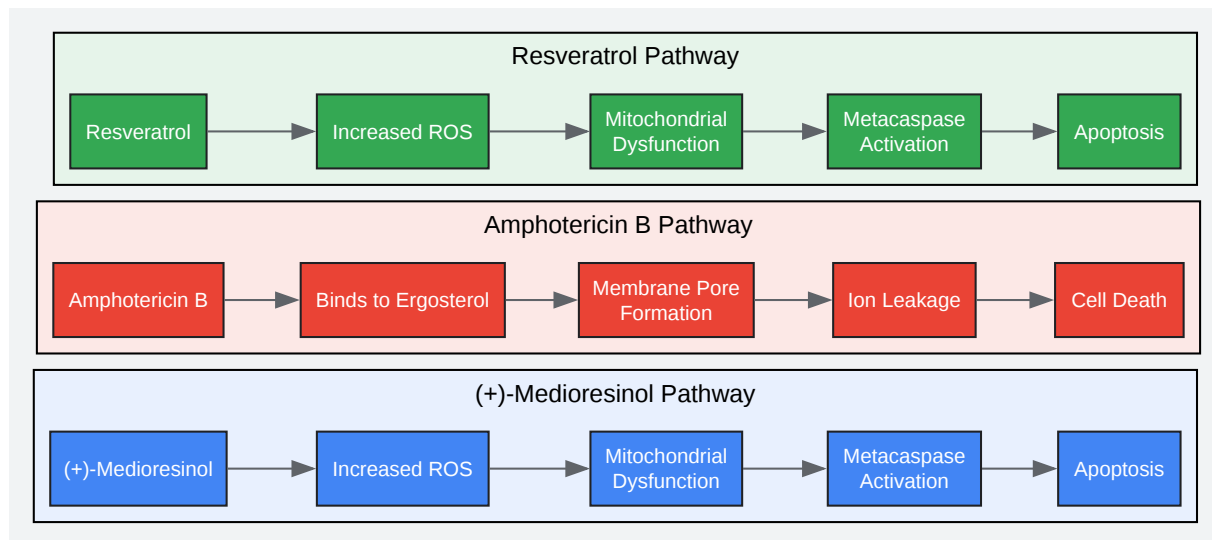 Resveratrol Pathway
Resveratrol
Increased ROS
Mitochondrial
Dysfunction
Metacaspase
Activation
Apoptosis
Amphotericin B Pathway
Amphotericin B
Binds to Ergosterol
Membrane Pore
Formation
Ion Leakage
Cell Death
(+)-Medioresinol Pathway
(+)-Medioresinol
Increased ROS
Mitochondrial
Dysfunction
Metacaspase
Activation
Apoptosis